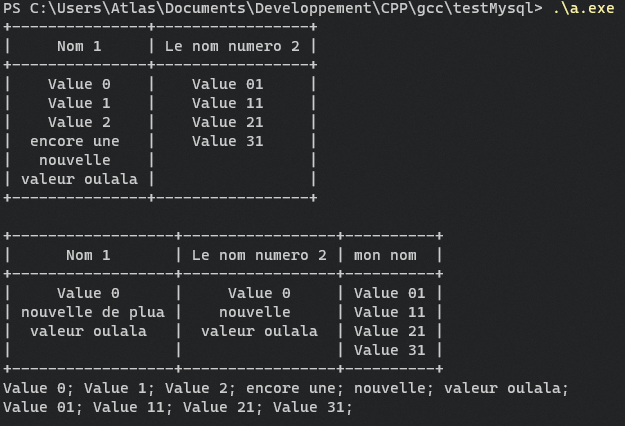 PS C:\Users\Atlas\Documents\Developpement\CPP\gcc\testMysql> .\a.exe
+---------------+-----------------+
|     Nom 1     | Le nom numero 2 |
+---------------+-----------------+
|    Value 0    |    Value 01     |
|    Value 1    |    Value 11     |
|    Value 2    |    Value 21     |
|  encore une   |    Value 31     |
|   nouvelle    |                 |
| valeur oulala |                 |
+---------------+-----------------+

+------------------+-----------------+----------+
|      Nom 1       | Le nom numero 2 | mon nom  |
+------------------+-----------------+----------+
|     Value 0      |     Value 0     | Value 01 |
| nouvelle de plua |    nouvelle     | Value 11 |
|  valeur oulala   |  valeur oulala  | Value 21 |
|                  |                 | Value 31 |
+------------------+-----------------+----------+
Value 0; Value 1; Value 2; encore une; nouvelle; valeur oulala;
Value 01; Value 11; Value 21; Value 31;